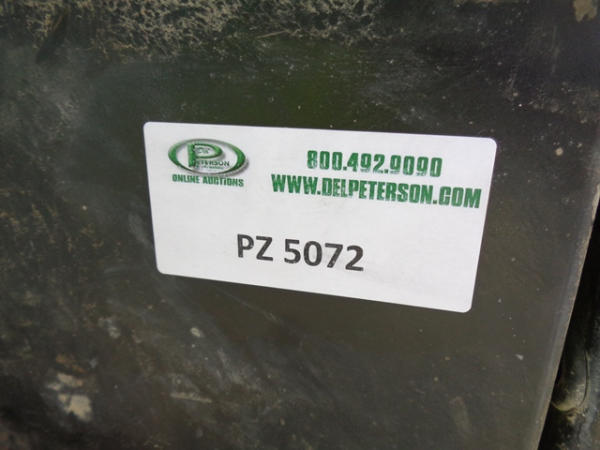 PETERSON
ONLINE AUCTIONS
800.492.9090
WWW.DELPETERSON.COM
PZ 5072